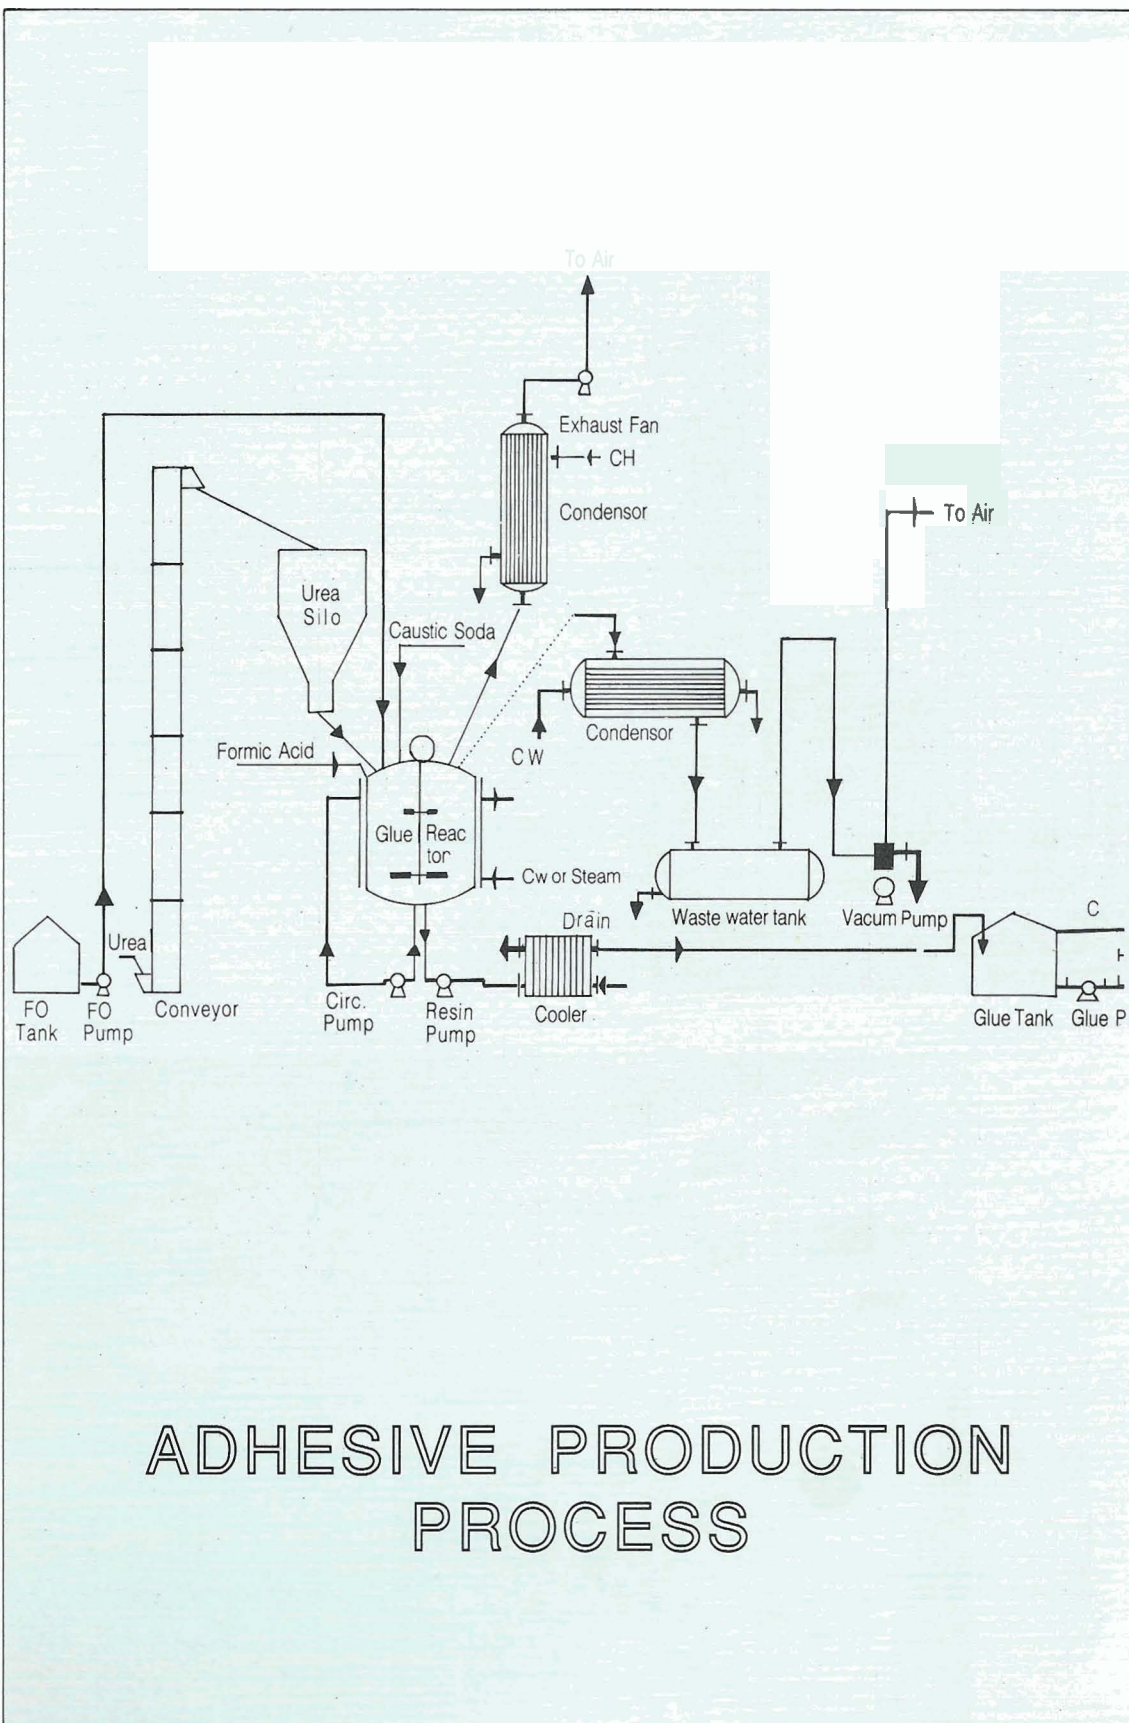 To Air
Exhaust Fan
CH
Condensor
To Air
Urea
Silo
Caustic Soda
Condensor
CW
Formic Acid
Glue Reac
tor
Cw or Steam
Waste water tank
Vacum Pump
C
Drain
Urea
H
FO
Tank
FO
Pump
Conveyor
Circ.
Pump
Resin
Pump
Cooler
Glue Tank
Glue P
ADHESIVE PRODUCTION
PROCESS